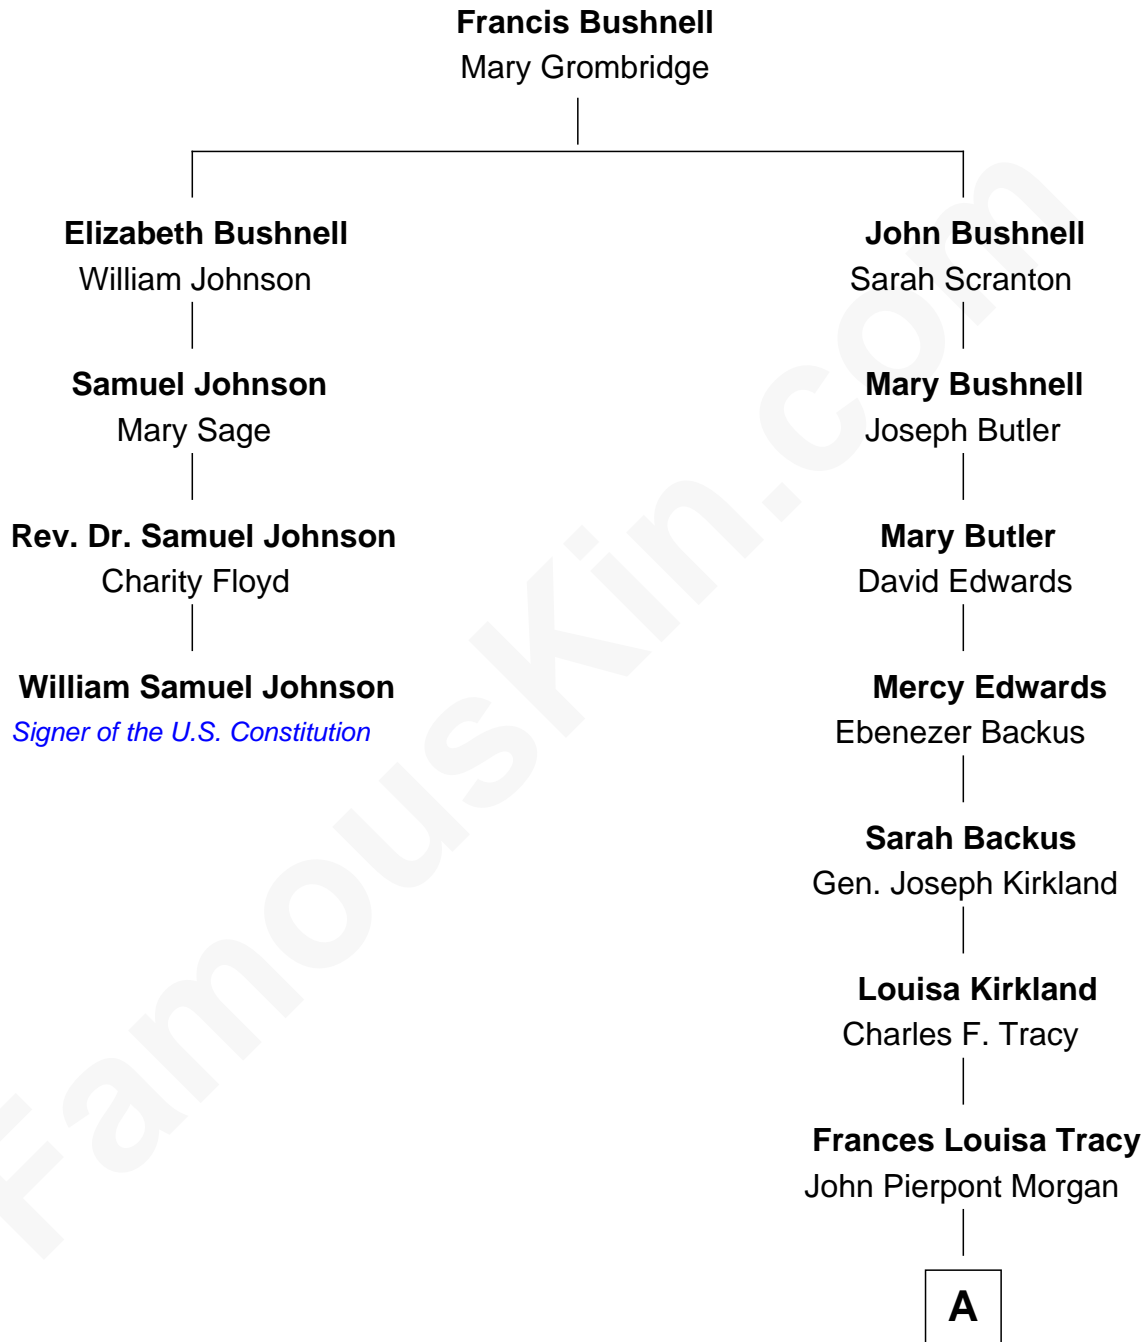 Francis Bushnell
Mary Grombridge
Elizabeth Bushnell
William Johnson
Samuel Johnson
Mary Sage
Rev. Dr. Samuel Johnson
Charity Floyd
William Samuel Johnson
Signer of the U.S. Constitution
John Bushnell
Sarah Scranton
Mary Bushnell
Joseph Butler
Mary Butler
David Edwards
Mercy Edwards
Ebenezer Backus
Sarah Backus
Gen. Joseph Kirkland
Louisa Kirkland
Charles F. Tracy
Frances Louisa Tracy
John Pierpont Morgan
A
FamousKin.com